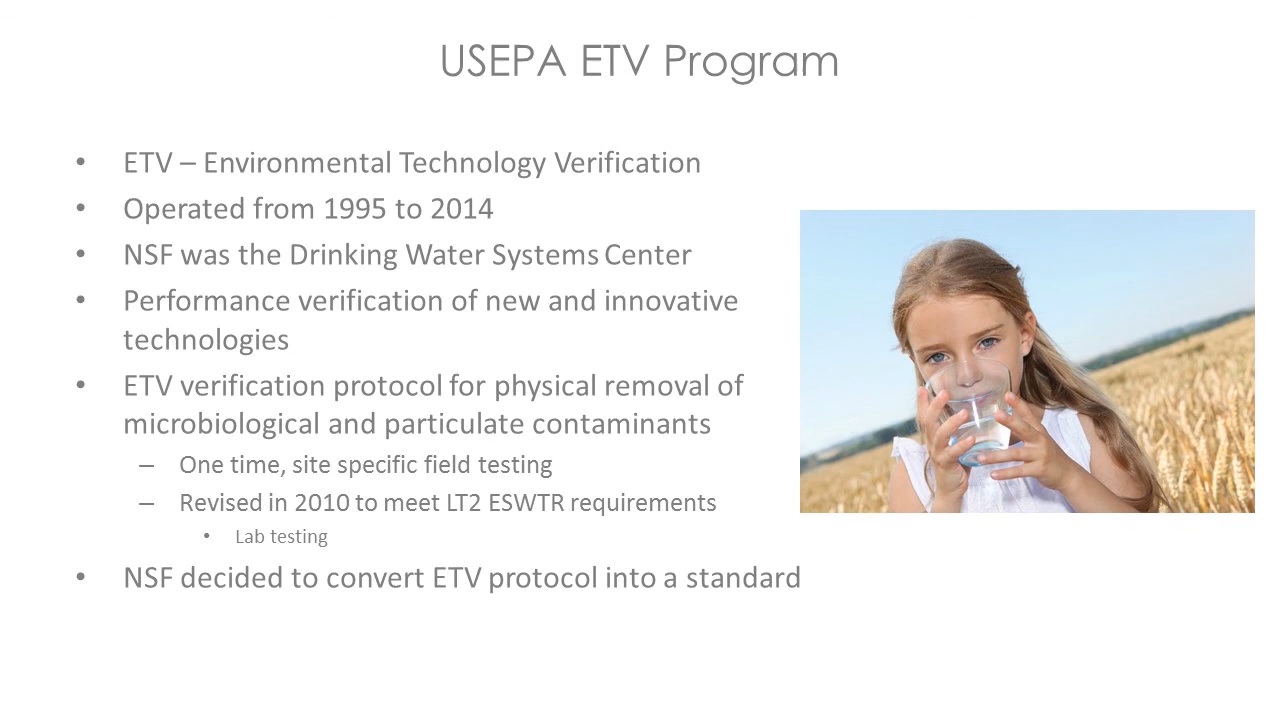 USEPA ETV Program
• ETV – Environmental Technology Verification
• Operated from 1995 to 2014
• NSF was the Drinking Water Systems Center
• Performance verification of new and innovative
technologies
• ETV verification protocol for physical removal of
microbiological and particulate contaminants
– One time, site specific field testing
– Revised in 2010 to meet LT2 ESWTR requirements
• Lab testing
• NSF decided to convert ETV protocol into a standard